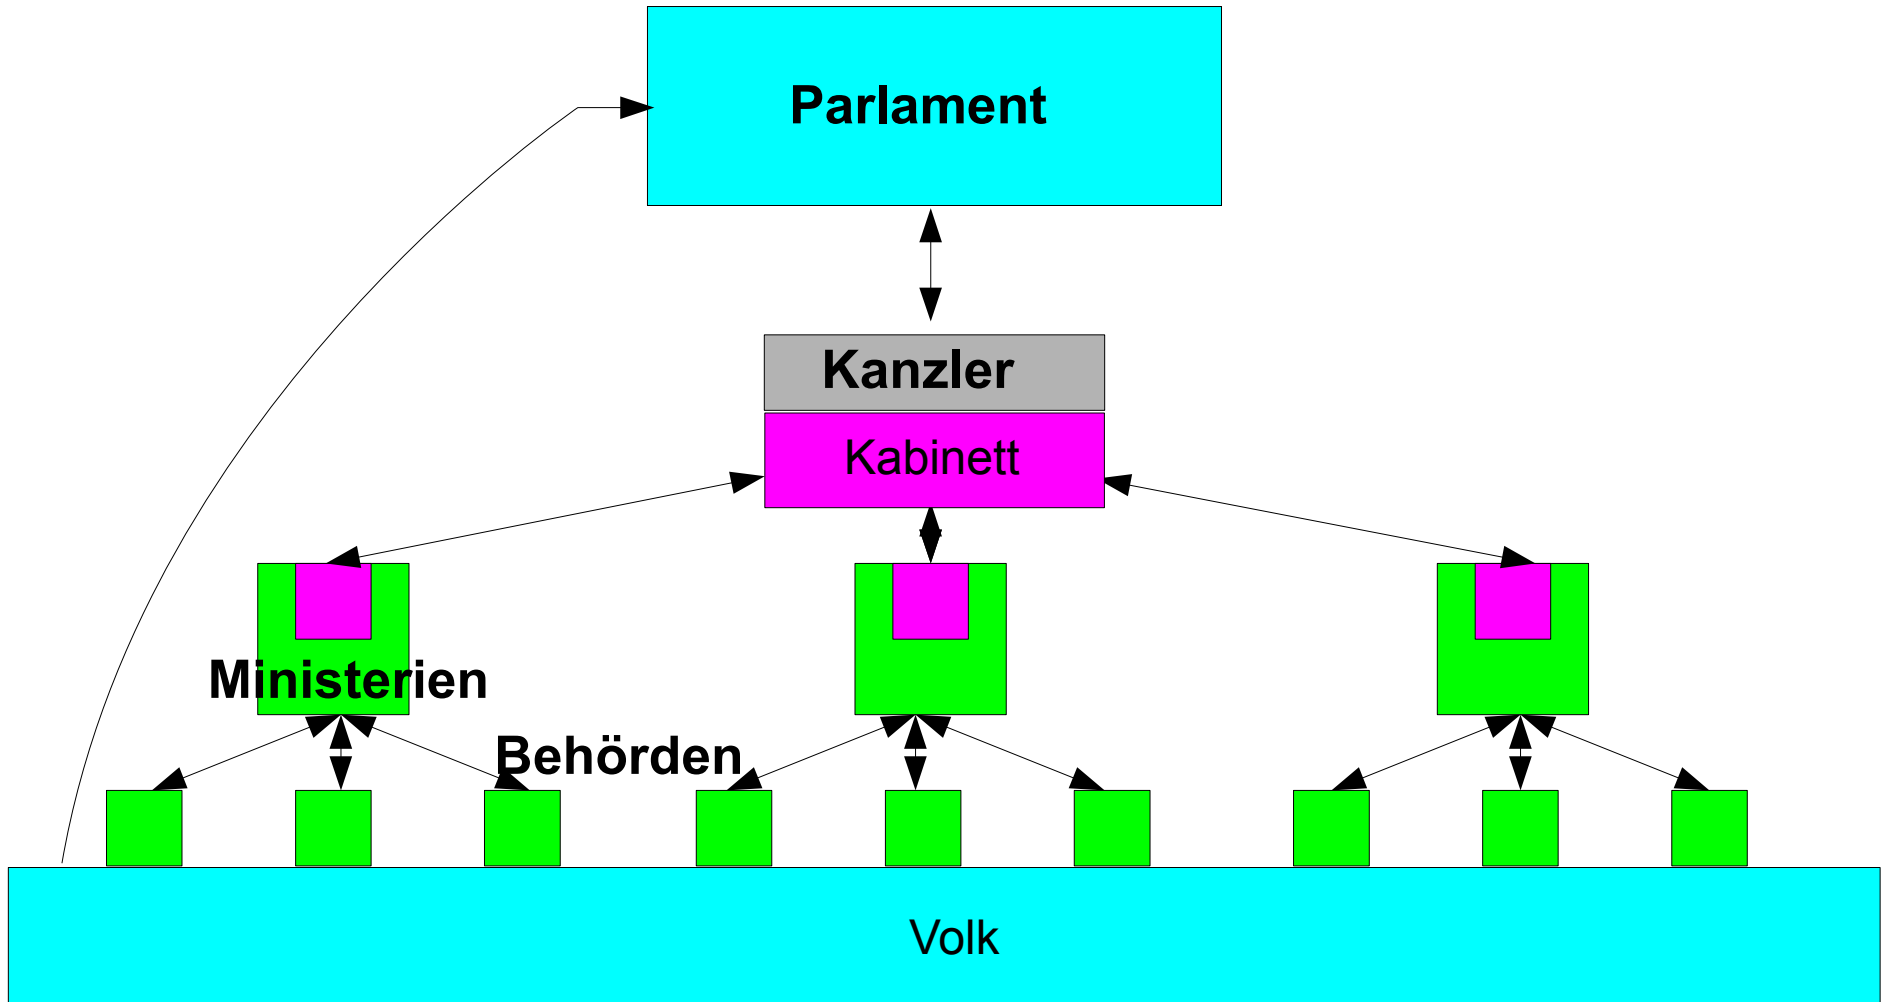 Parlament
Kanzler
Kabinett
Ministerien
Behörden
Volk